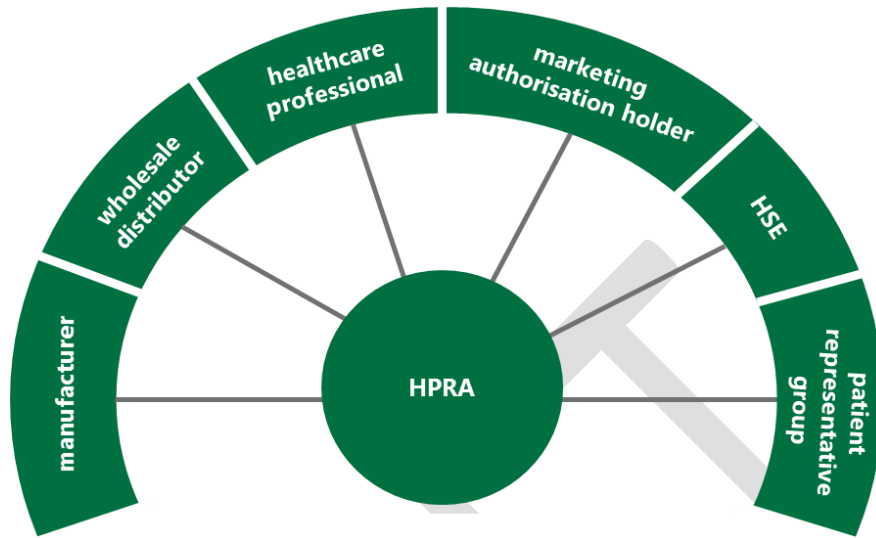 healthcare
professional
marketing
authorisation holder
wholesale
distributor
HSE
manufacturer
HPRA
patient
representative
group